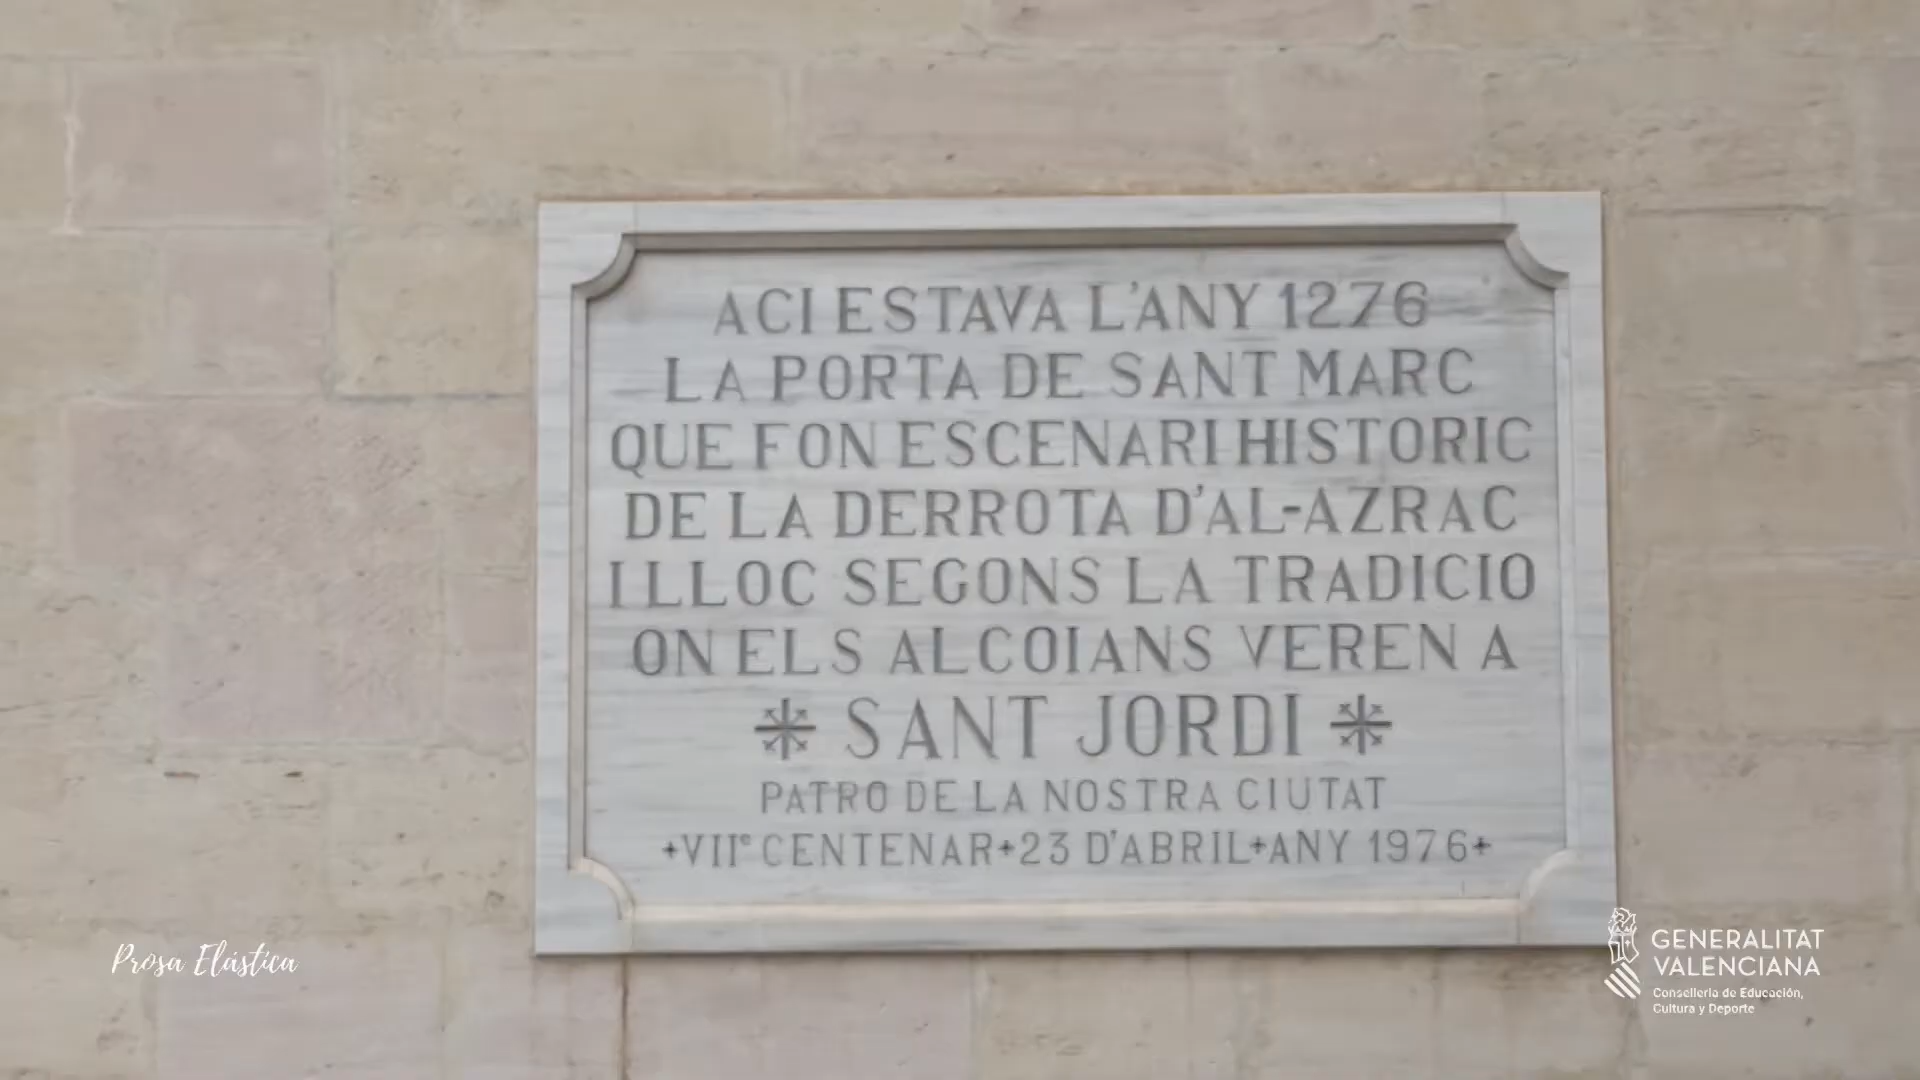 ACI ESTAVA L'ANY 1276
LA PORTA DE SANT MARC
QUE FON ESCENARI HISTORIC
DE LA DERROTA D'AL-AZRAC
I LLOC SEGONS LA TRADICIO
ON ELS ALCOIANS VEREN A
SANT JORDI
PATRO DE LA NOSTRA CIUTAT
+VIIe CENTENAR+23 D'ABRIL+ANY 1976+
Prosa Elástica
GENERALITAT
VALENCIANA
Conselleria de Educación,
Cultura y Deporte